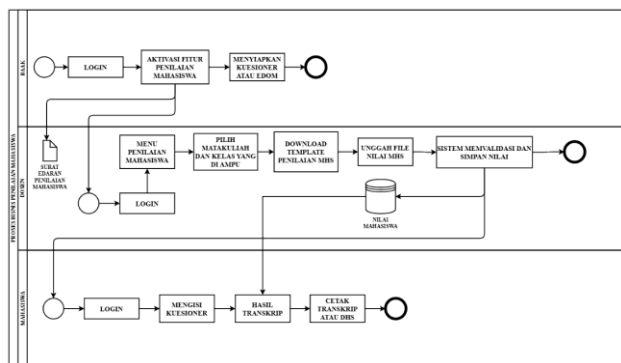 PROSES BISNIS PENILAIAN MAHASISWA
BAAK
LOGIN
AKTIVASI FITUR
PENILAIAN
MAHASISWA
MENYIAPKAN
KUESIONER
ATAU EDOM
DOSEN
SURAT
EDARAN
PENILAIAN
MAHASISWA
LOGIN
MENU
PENILAIAN
MAHASISWA
PILIH
MATAKULIAH
DAN KELAS YANG
DI AMPU
DOWNLOAD
TEMPLATE
PENILAIAN MHS
UNGGAH FILE
NILAI MHS
SISTEM MEMVALIDASI DAN
SIMPAN NILAI
NILAI
MAHASISWA
MAHASISWA
LOGIN
MENGISI
KUESIONER
HASIL
TRANSKRIP
CETAK
TRANSKRIP
ATAU DHS